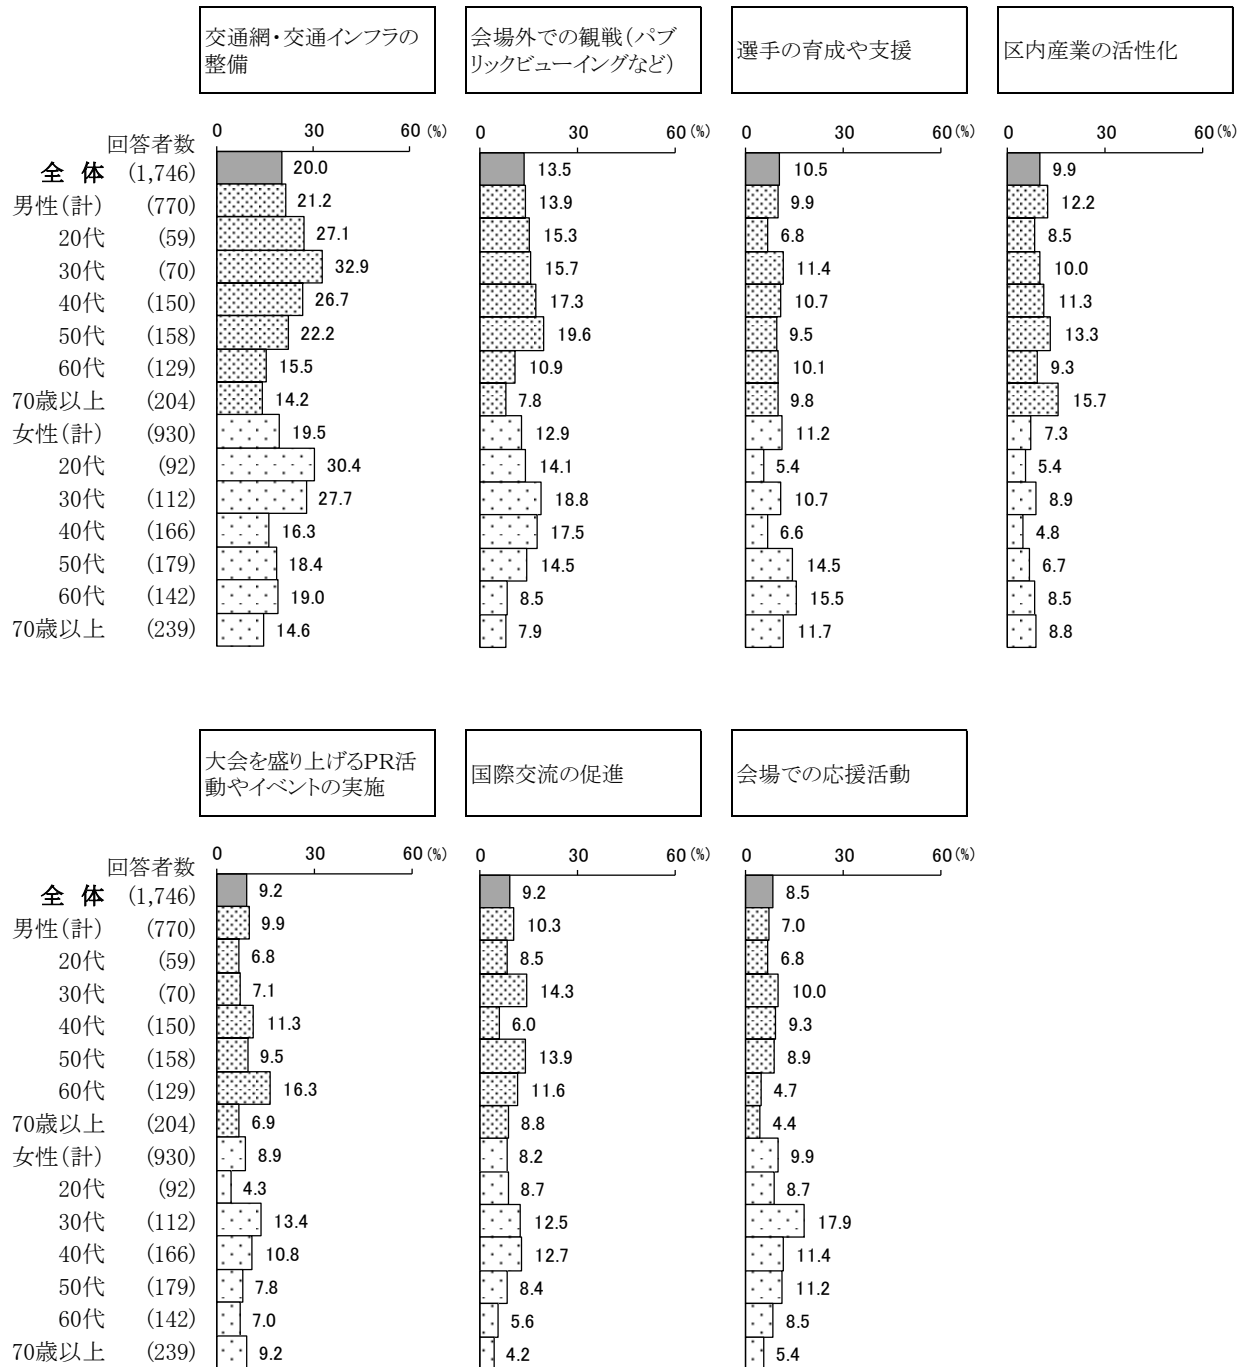 交通網・交通インフラの
整備
会場外での観戦(パブ
リックビューイングなど)
選手の育成や支援
区内産業の活性化
0 30 60(%) 0 30 60(%) 0 30 60(%) 0 30 60(%)
回答者数
全 体 (1,746) 20.0 13.5 10.5 9.9
男性(計) (770) 21.2 13.9 9.9 12.2
20代 (59) 27.1 15.3 6.8 8.5
30代 (70) 32.9 15.7 11.4 10.0
40代 (150) 26.7 17.3 10.7 11.3
50代 (158) 22.2 19.6 9.5 13.3
60代 (129) 15.5 10.9 10.1 9.3
70歳以上 (204) 14.2 7.8 9.8 15.7
女性(計) (930) 19.5 12.9 11.2 7.3
20代 (92) 30.4 14.1 5.4 5.4
30代 (112) 27.7 18.8 10.7 8.9
40代 (166) 16.3 17.5 6.6 4.8
50代 (179) 18.4 14.5 14.5 6.7
60代 (142) 19.0 8.5 15.5 8.5
70歳以上 (239) 14.6 7.9 11.7 8.8
大会を盛り上げるPR活
動やイベントの実施
国際交流の促進
会場での応援活動
0 30 60(%) 0 30 60(%) 0 30 60(%)
回答者数
全 体 (1,746) 9.2 9.2 8.5
男性(計) (770) 9.9 10.3 7.0
20代 (59) 6.8 8.5 6.8
30代 (70) 7.1 14.3 10.0
40代 (150) 11.3 6.0 9.3
50代 (158) 9.5 13.9 8.9
60代 (129) 16.3 11.6 4.7
70歳以上 (204) 6.9 8.8 4.4
女性(計) (930) 8.9 8.2 9.9
20代 (92) 4.3 8.7 8.7
30代 (112) 13.4 12.5 17.9
40代 (166) 10.8 12.7 11.4
50代 (179) 7.8 8.4 11.2
60代 (142) 7.0 5.6 8.5
70歳以上 (239) 9.2 4.2 5.4